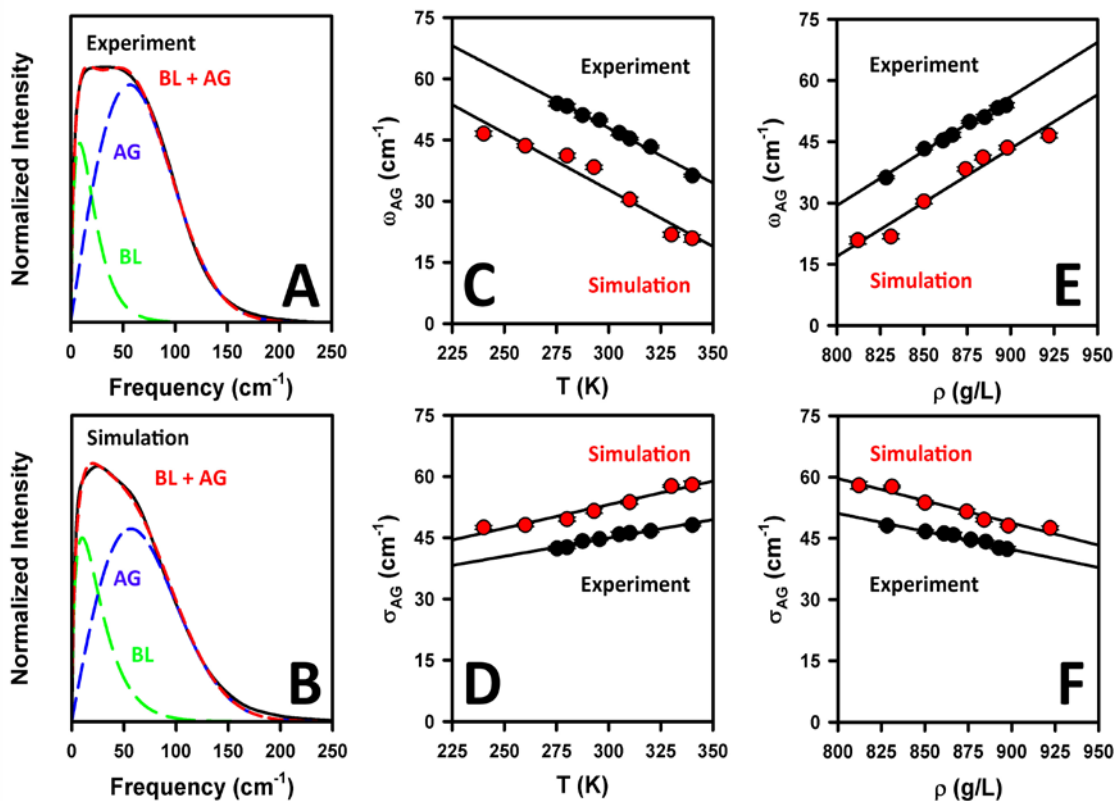 Normalized Intensity
Experiment
BL + AG
AG
BL
A
0 50 100 150 200 250
Frequency (cm⁻¹)
ω_AG (cm⁻¹)
75
60
45
30
15
0
Experiment
C
Simulation
225 250 275 300 325 350
T (K)
ω_AG (cm⁻¹)
75
60
45
30
15
0
Experiment
E
Simulation
800 825 850 875 900 925 950
ρ (g/L)
Normalized Intensity
Simulation
BL + AG
AG
BL
B
0 50 100 150 200 250
Frequency (cm⁻¹)
σ_AG (cm⁻¹)
75
60
45
30
15
0
Simulation
Experiment
D
225 250 275 300 325 350
T (K)
σ_AG (cm⁻¹)
75
60
45
30
15
0
Simulation
Experiment
F
800 825 850 875 900 925 950
ρ (g/L)